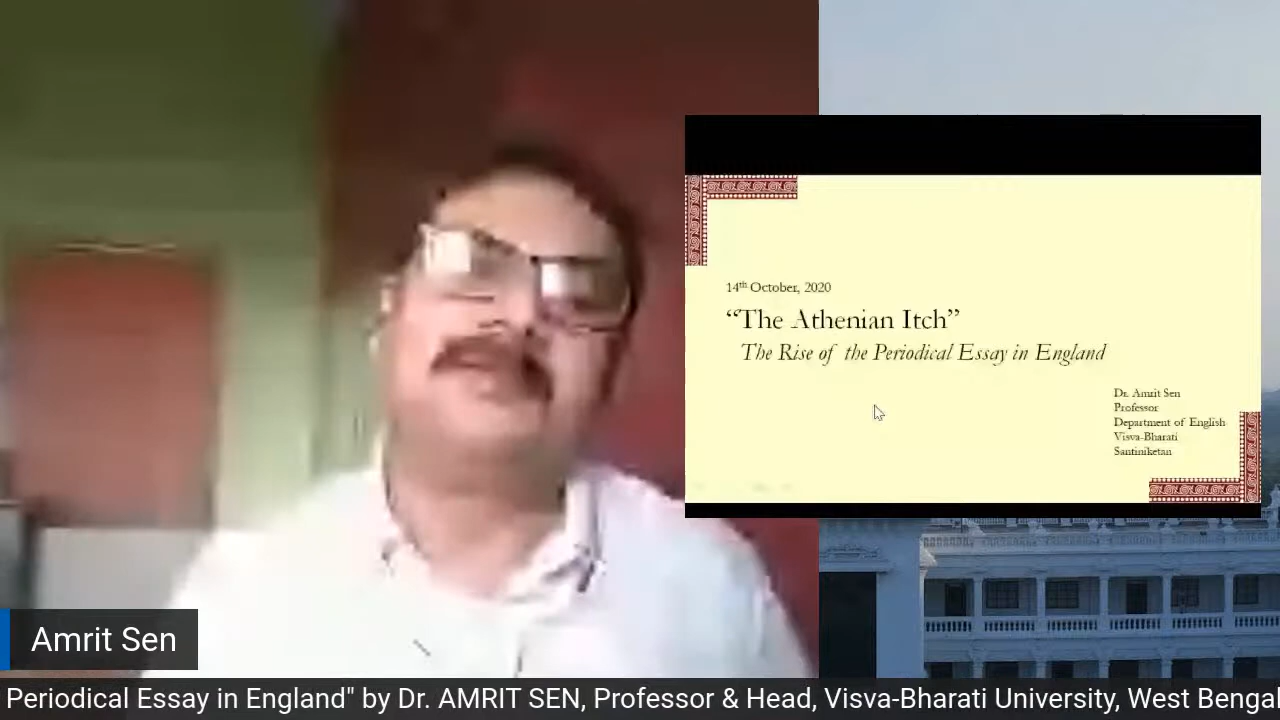 14th October, 2020
“The Athenian Itch”
The Rise of the Periodical Essay in England
Dr. Amrit Sen
Professor
Department of English
Visva-Bharati
Santiniketan
Amrit Sen
Periodical Essay in England" by Dr. AMRIT SEN, Professor & Head, Visva-Bharati University, West Benga